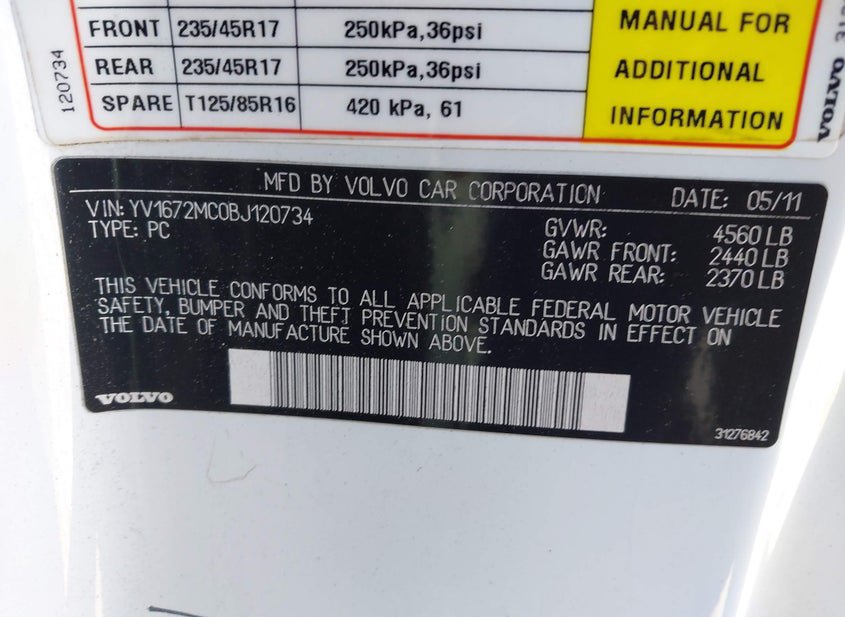 FRONT 235/45R17 250kPa,36psi
REAR 235/45R17 250kPa,36psi
SPARE T125/85R16 420 kPa, 61
MANUAL FOR
ADDITIONAL
INFORMATION
120734
VOLVO
MFD BY VOLVO CAR CORPORATION DATE: 05/11
VIN: YV1672MC0BJ120734
TYPE: PC
GVWR: 4560 LB
GAWR FRONT: 2440 LB
GAWR REAR: 2370 LB
THIS VEHICLE CONFORMS TO ALL APPLICABLE FEDERAL MOTOR VEHICLE
SAFETY, BUMPER AND THEFT PREVENTION STANDARDS IN EFFECT ON
THE DATE OF MANUFACTURE SHOWN ABOVE.
VOLVO
31276842